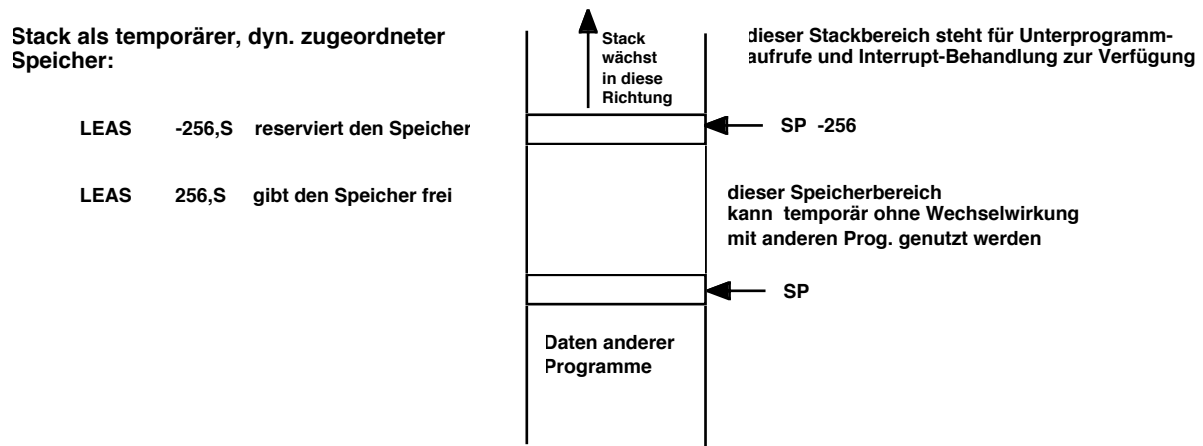 Stack als temporärer, dyn. zugeordneter
Speicher:
LEAS -256,S reserviert den Speicher
LEAS 256,S gibt den Speicher frei
Stack
wächst
in diese
Richtung
dieser Stackbereich steht für Unterprogramm-
aufrufe und Interrupt-Behandlung zur Verfügung
SP -256
dieser Speicherbereich
kann temporär ohne Wechselwirkung
mit anderen Prog. genutzt werden
SP
Daten anderer
Programme